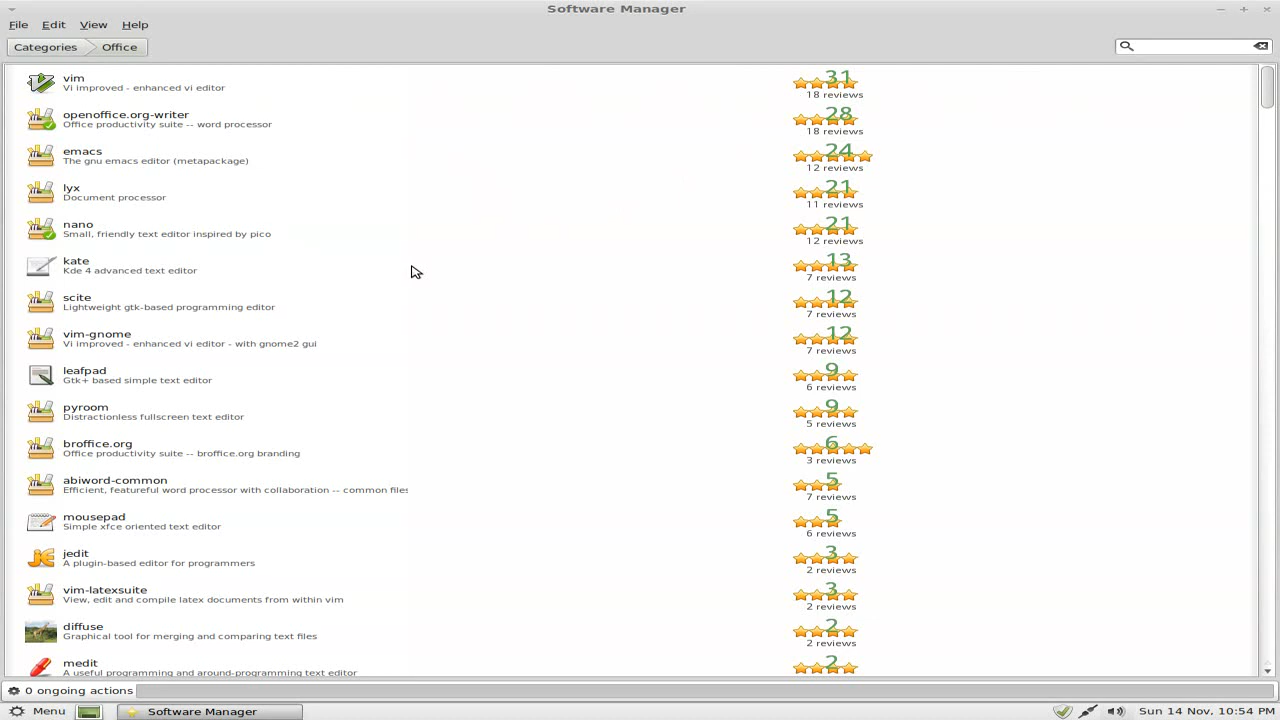 Software Manager
File Edit View Help
Categories Office
vim
Vi improved - enhanced vi editor
31
18 reviews
openoffice.org-writer
Office productivity suite -- word processor
28
18 reviews
emacs
The gnu emacs editor (metapackage)
24
12 reviews
lyx
Document processor
21
11 reviews
nano
Small, friendly text editor inspired by pico
21
12 reviews
kate
Kde 4 advanced text editor
13
7 reviews
scite
Lightweight gtk-based programming editor
12
7 reviews
vim-gnome
Vi improved - enhanced vi editor - with gnome2 gui
12
7 reviews
leafpad
Gtk+ based simple text editor
9
6 reviews
pyroom
Distractionless fullscreen text editor
9
5 reviews
broffice.org
Office productivity suite -- broffice.org branding
6
3 reviews
abiword-common
Efficient, featureful word processor with collaboration -- common files
5
7 reviews
mousepad
Simple xfce oriented text editor
5
6 reviews
jedit
A plugin-based editor for programmers
3
2 reviews
vim-latexsuite
View, edit and compile latex documents from within vim
3
2 reviews
diffuse
Graphical tool for merging and comparing text files
2
2 reviews
medit
A useful programming and around-programming text editor
2
0 ongoing actions
Menu Software Manager Sun 14 Nov, 10:54 PM